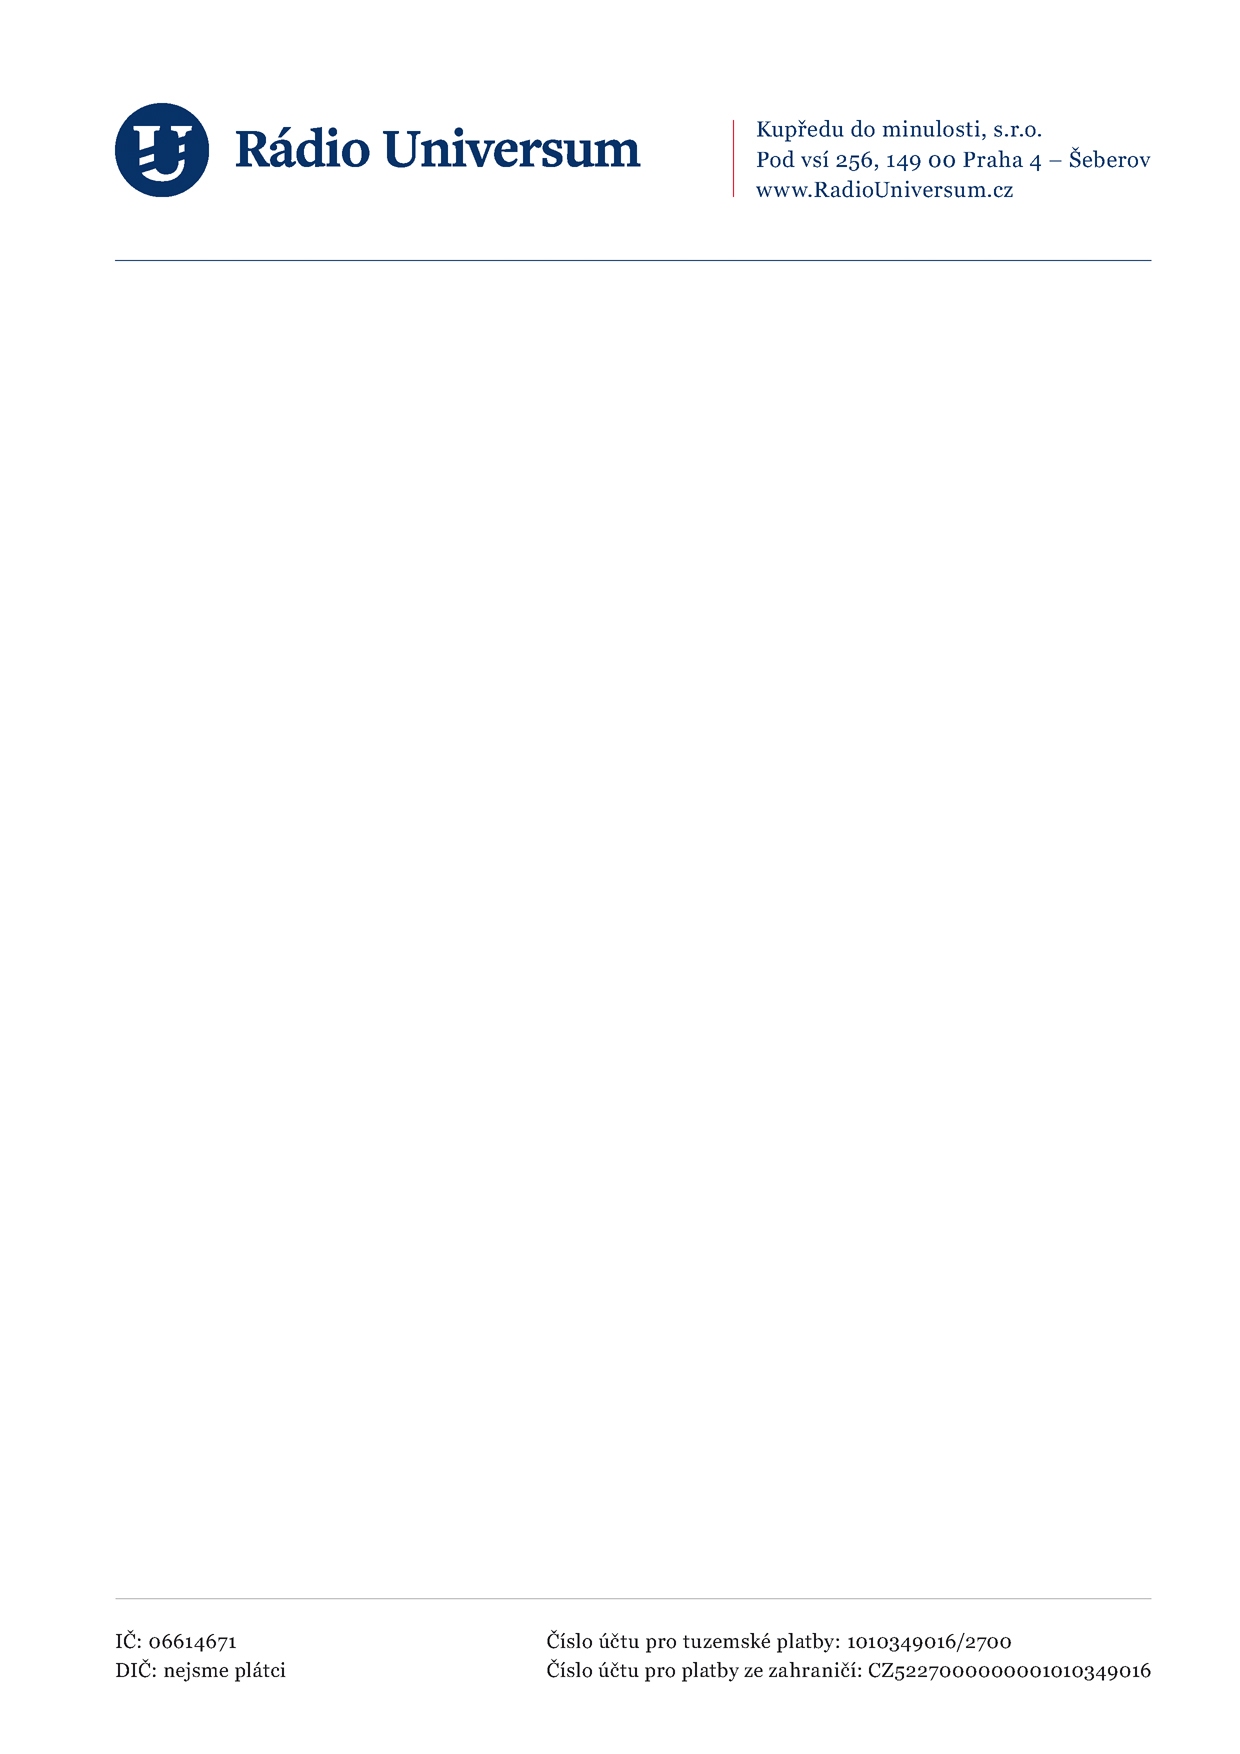 Rádio Universum
Kupředu do minulosti, s.r.o.
Pod vsí 256, 149 00 Praha 4 – Šeberov
www.RadioUniversum.cz
IČ: 06614671
DIČ: nejsme plátci
Číslo účtu pro tuzemské platby: 1010349016/2700
Číslo účtu pro platby ze zahraničí: CZ5227000000001010349016